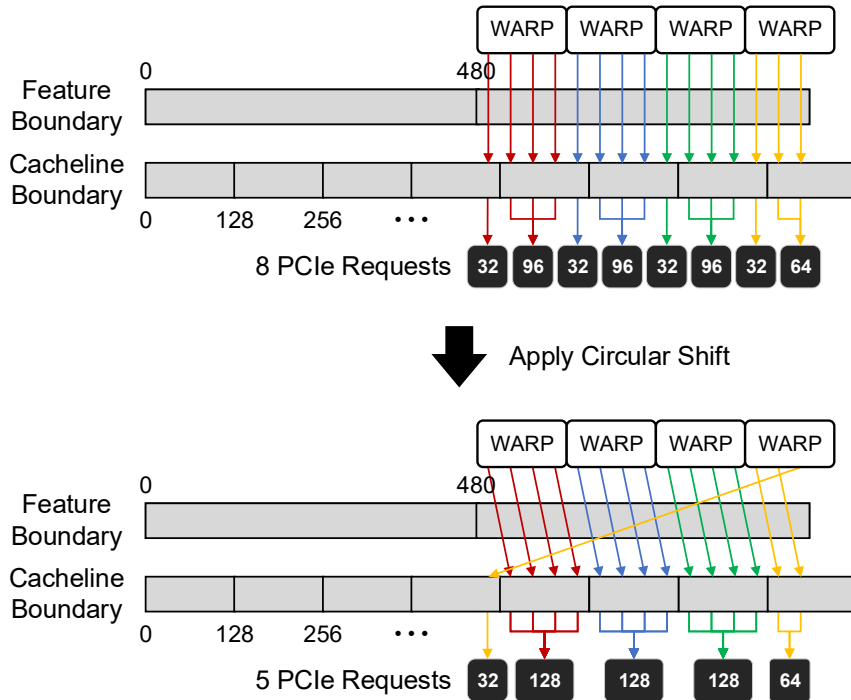 WARP WARP WARP WARP
0 480
Feature
Boundary
Cacheline
Boundary
0 128 256 ...
8 PCIe Requests 32 96 32 96 32 96 32 64
Apply Circular Shift
WARP WARP WARP WARP
0 480
Feature
Boundary
Cacheline
Boundary
0 128 256 ...
5 PCIe Requests 32 128 128 128 64